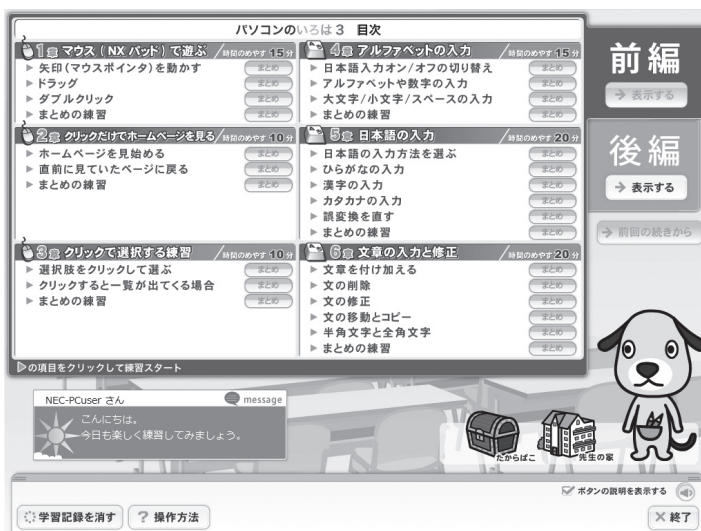 パソコンのいろは3 目次
1章 マウス(NXパッド)で遊ぶ 時間のめやす15分
矢印(マウスポインタ)を動かす まとめ
ドラッグ まとめ
ダブルクリック まとめ
まとめの練習 まとめ
2章 クリックだけでホームページを見る 時間のめやす10分
ホームページを見始める まとめ
直前に見ていたページに戻る まとめ
まとめの練習 まとめ
3章 クリックで選択する練習 時間のめやす10分
選択肢をクリックして選ぶ まとめ
クリックすると一覧が出てくる場合 まとめ
まとめの練習 まとめ
4章 アルファベットの入力 時間のめやす15分
日本語入力オン/オフの切り替え まとめ
アルファベットや数字の入力 まとめ
大文字/小文字/スペースの入力 まとめ
まとめの練習 まとめ
5章 日本語の入力 時間のめやす20分
日本語の入力方法を選ぶ まとめ
ひらがなの入力 まとめ
漢字の入力 まとめ
カタカナの入力 まとめ
誤変換を直す まとめ
まとめの練習 まとめ
6章 文章の入力と修正 時間のめやす20分
文章を付け加える まとめ
文の削除 まとめ
文の修正 まとめ
文の移動とコピー まとめ
半角文字と全角文字 まとめ
まとめの練習 まとめ
の項目をクリックして練習スタート
前編
表示する
後編
表示する
前回の続きから
NEC-PCuser さん message
こんにちは。
今日も楽しく練習してみましょう。
たからばこ
先生の家
ボタンの説明を表示する
学習記録を消す
? 操作方法
終了